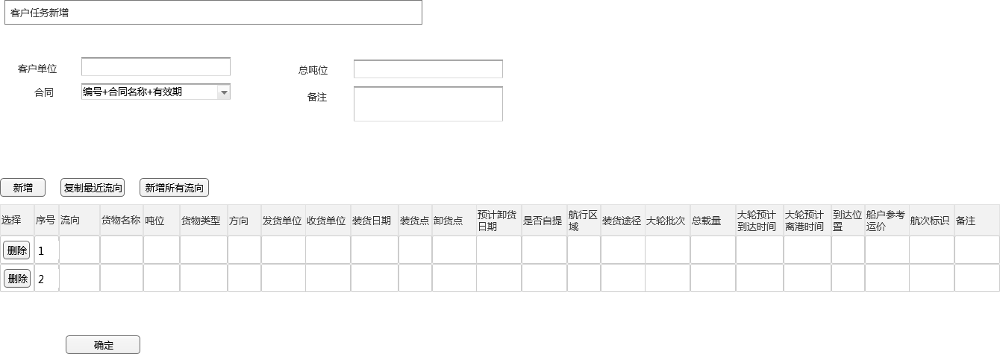 客户任务新增
客户单位
总吨位
合同 编号+合同名称+有效期
备注
新增 复制最近流向 新增所有流向
选择 序号 流向 货物名称 吨位 货物类型 方向 发货单位 收货单位 装货日期 装货点 卸货点 预计卸货日期 是否自提 航行区域 装货途径 大轮批次 总载量 大轮预计到达时间 大轮预计离港时间 到达位置 船户参考运价 航次标识 备注
删除 1
删除 2
确定